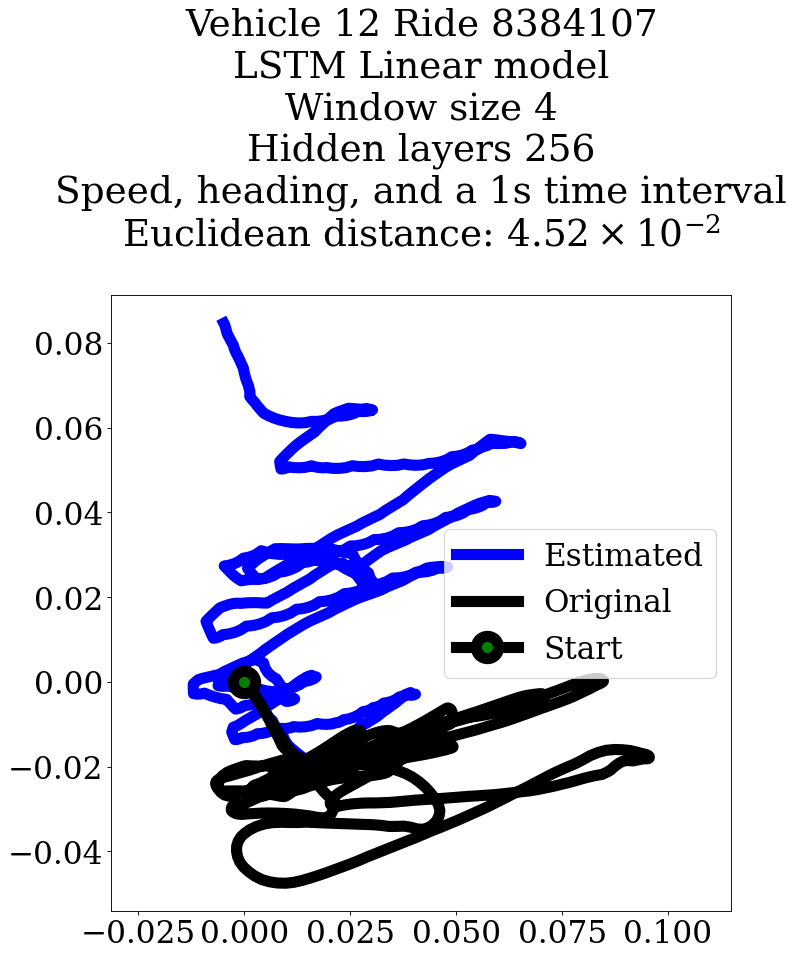 Vehicle 12 Ride 8384107
LSTM Linear model
Window size 4
Hidden layers 256
Speed, heading, and a 1s time interval
Euclidean distance: 4.52 × 10⁻²
0.08
0.06
0.04
0.02
0.00
−0.02
−0.04
Estimated
Original
Start
−0.025 0.000 0.025 0.050 0.075 0.100